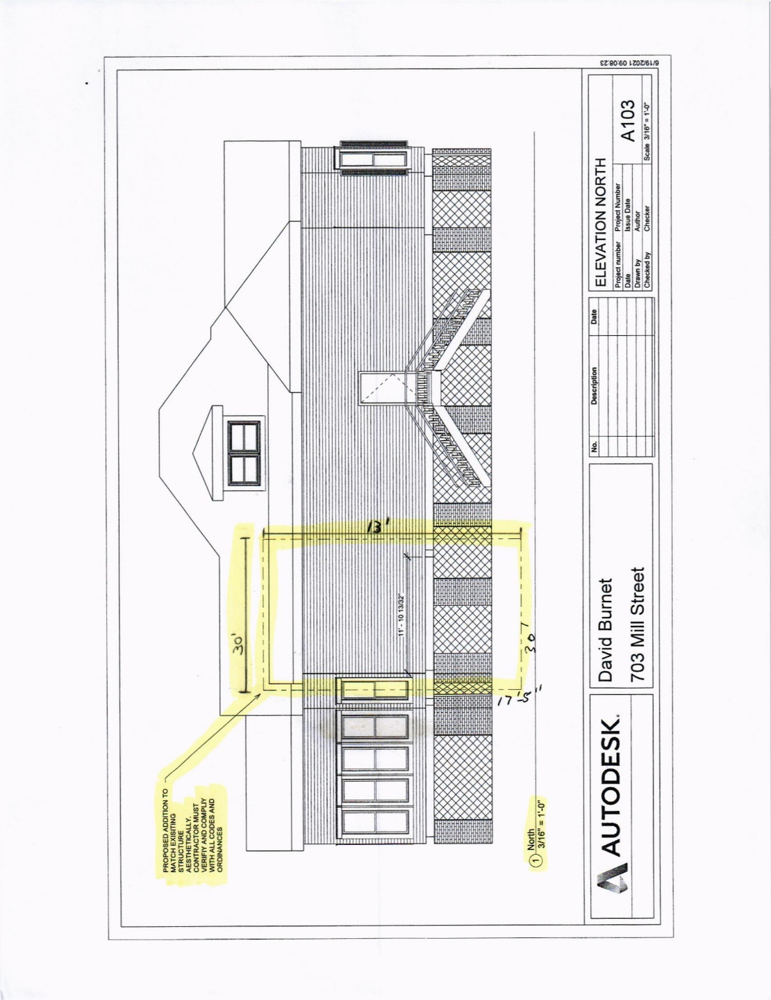 PROPOSED ADDITION TO
MATCH EXISITING
STRUCTURE
AESTHETICALLY.
CONTRACTOR MUST
VERIFIY AND COMPLIY
WITH ALL CODES AND
ORDINANCES
30'
13'
11' - 10 13/32"
30'
17'-5"
1
North
3/16" = 1'-0"
AUTODESK.
David Burnet
703 Mill Street
No.
Description
Date
ELEVATION NORTH
Project number
Project Number
Date
Issue Date
Drawn by
Author
Checked by
Checker
A103
Scale 3/16" = 1'-0"
6/19/2021 09:08:23